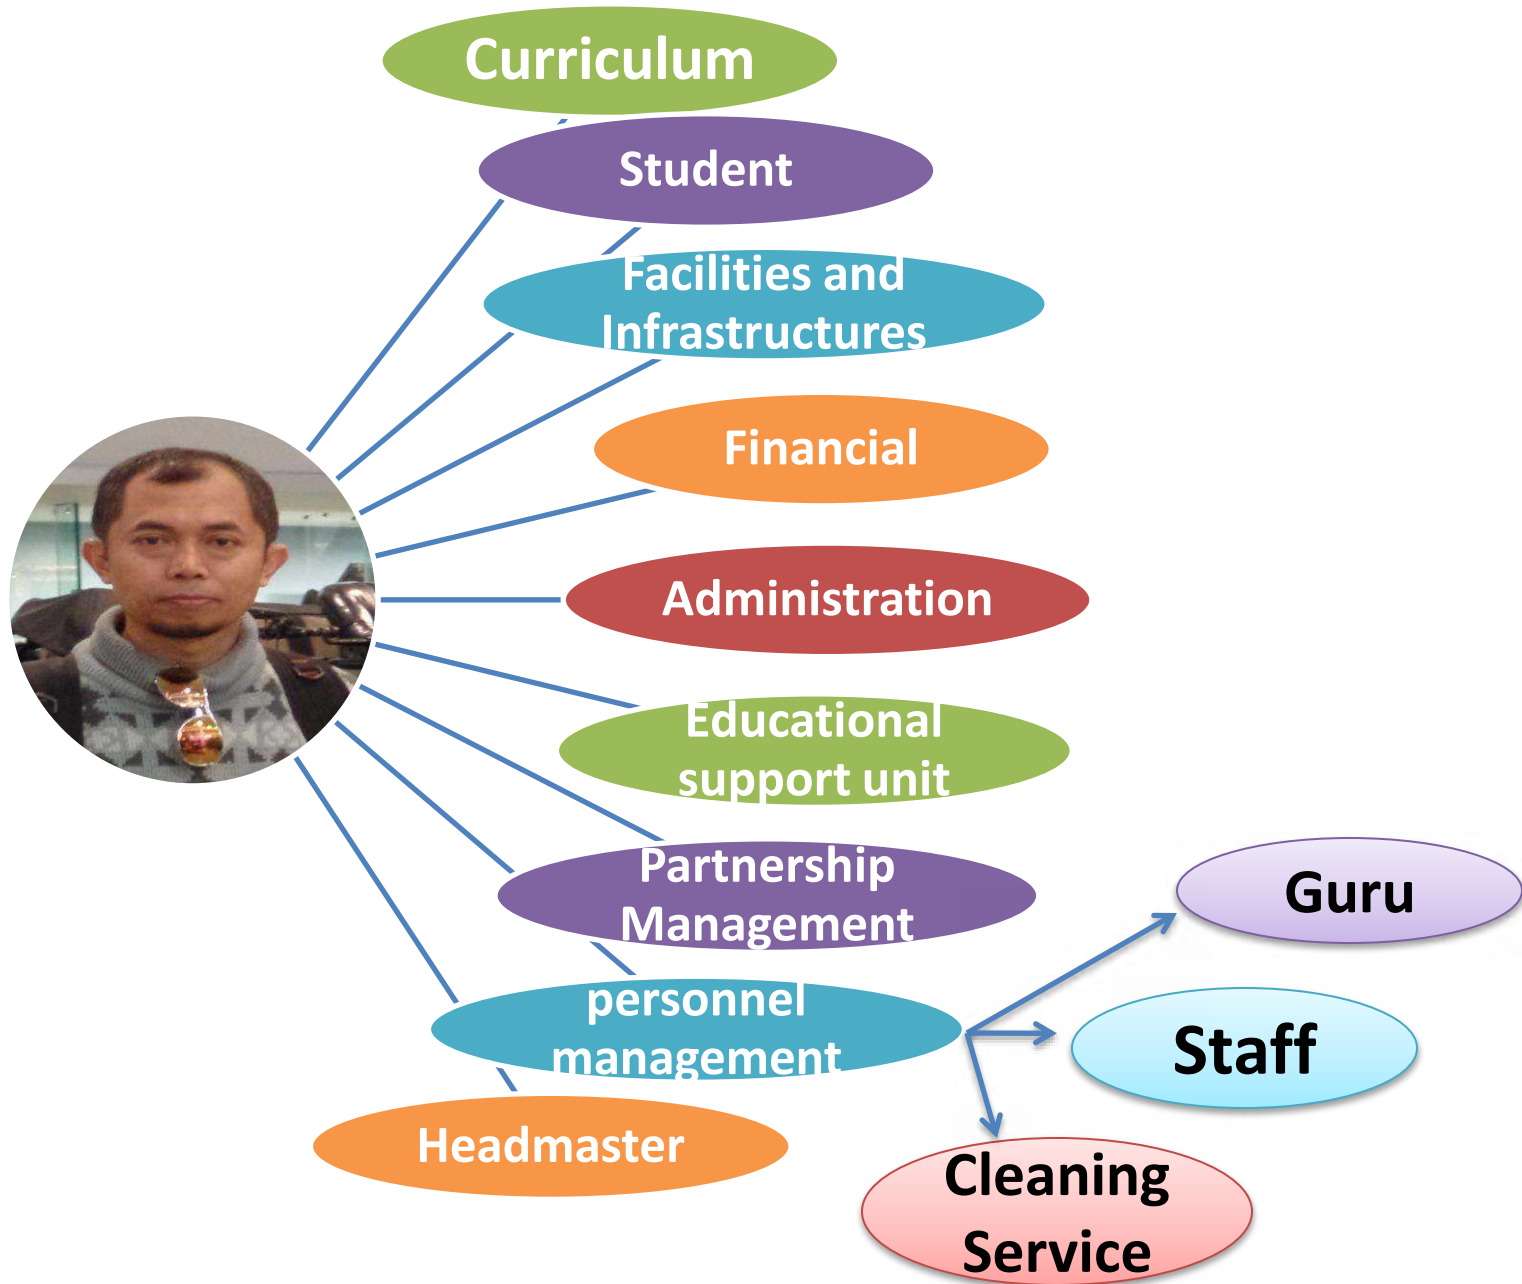 Curriculum
Student
Facilities and
Infrastructures
Financial
Administration
Educational
support unit
Partnership
Management
personnel
management
Headmaster
Guru
Staff
Cleaning
Service